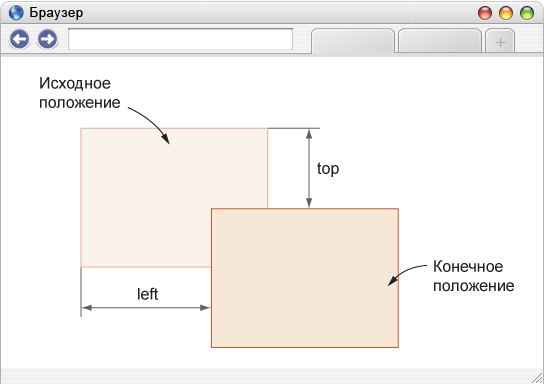 Браузер
+
Исходное
положение
top
left
Конечное
положение